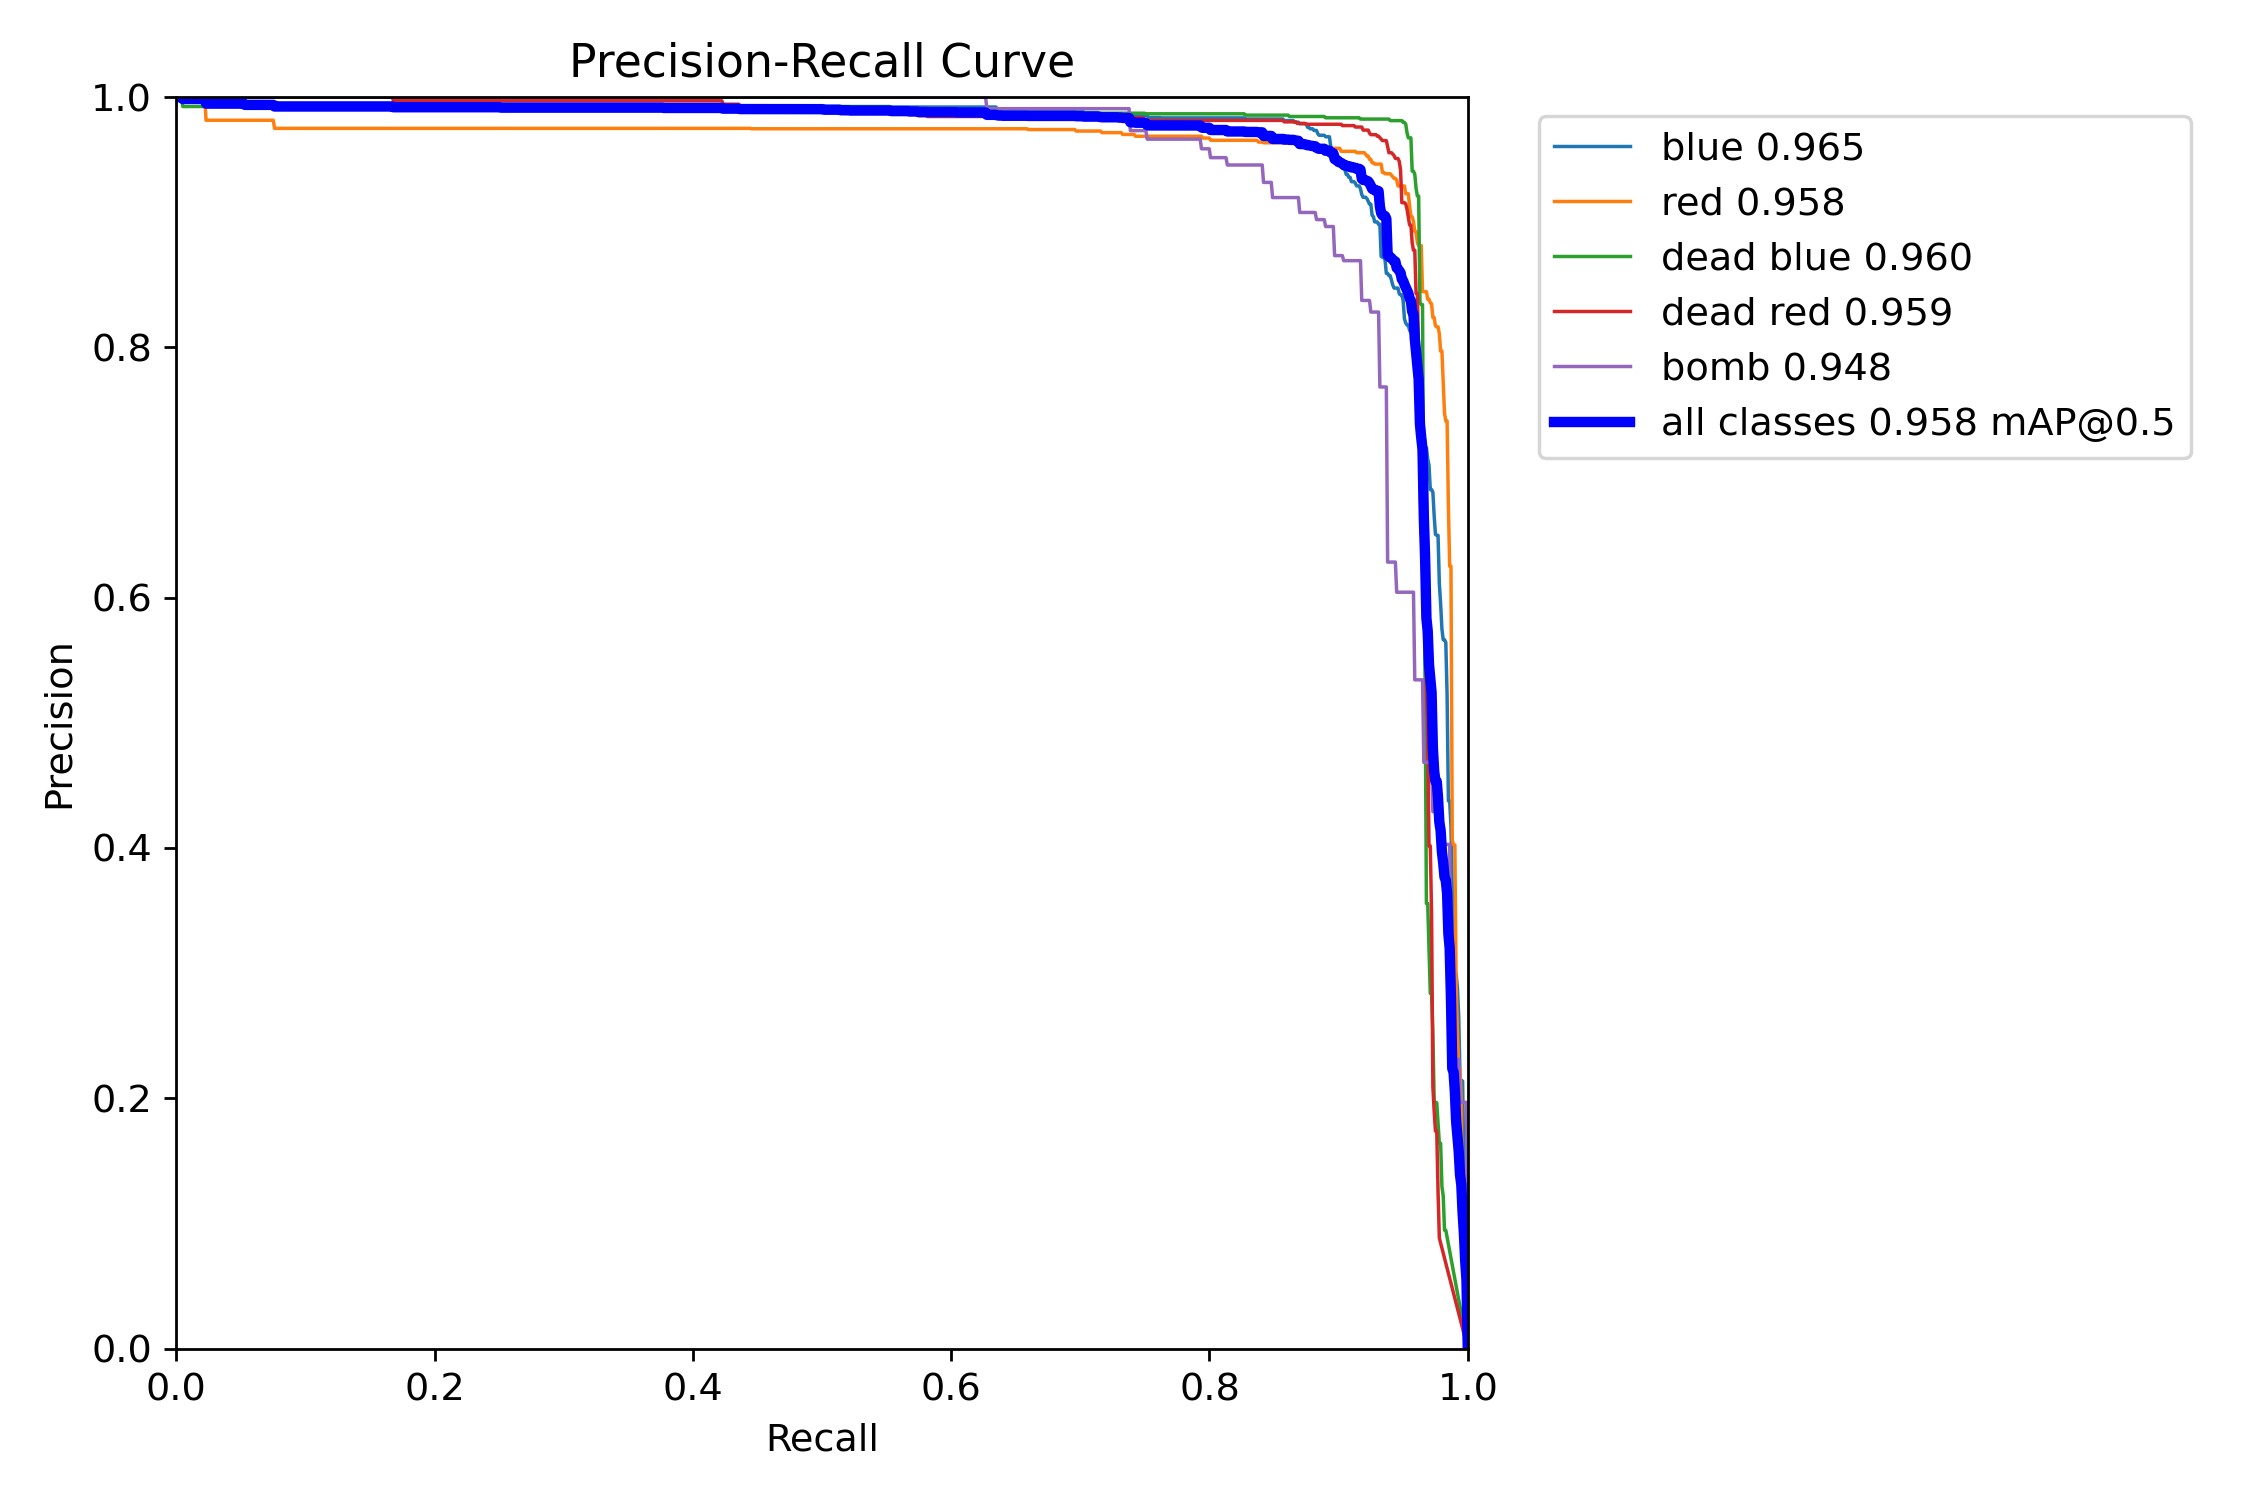 Precision-Recall Curve
1.0
0.8
0.6
0.4
0.2
0.0
Precision
0.0 0.2 0.4 0.6 0.8 1.0
Recall
blue 0.965
red 0.958
dead blue 0.960
dead red 0.959
bomb 0.948
all classes 0.958 mAP@0.5